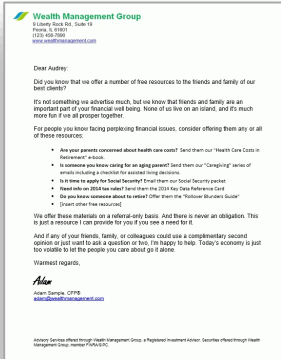 Wealth Management Group
9 Liberty Rock Rd., Suite 19
Peoria, IL 61601
(123) 456-7890
www.wealthmanagement.com
Dear Audrey:
Did you know that we offer a number of free resources to the friends and family of our
best clients?
It's not something we advertise much, but we know that friends and family are an
important part of your financial well being. None of us live on an island, and it's much
more fun if we all prosper together.
For people you know facing perplexing financial issues, consider offering them any or all
of these resources:
• Are your parents concerned about health care costs? Send them our "Health Care Costs in
Retirement" e-book.
• Is someone you know caring for an aging parent? Send them our "Caregiving" series of
emails including a checklist for assisted living decisions.
• Is it time to apply for Social Security? Email them our Social Security packet
• Need info on 2014 tax rules? Send them the 2014 Key Data Reference Card
• Do you know someone about to retire? Offer them the "Rollover Blunders Guide"
• [insert other free resources]
We offer these materials on a referral-only basis. And there is never an obligation. This
is just a resource I can provide for you if you see a need for it.
And if any of your friends, family, or colleagues could use a complimentary second
opinion or just want to ask a question or two, I'm happy to help. Today's economy is just
too volatile to let the people you care about go it alone.
Warmest regards,
Adam
Adam Sample, CFP®
adam@wealthmanagement.com
Advisory Services offered through Wealth Management Group, a Registered Investment Advisor. Securities offered through Wealth
Management Group, member FINRA/SIPC.